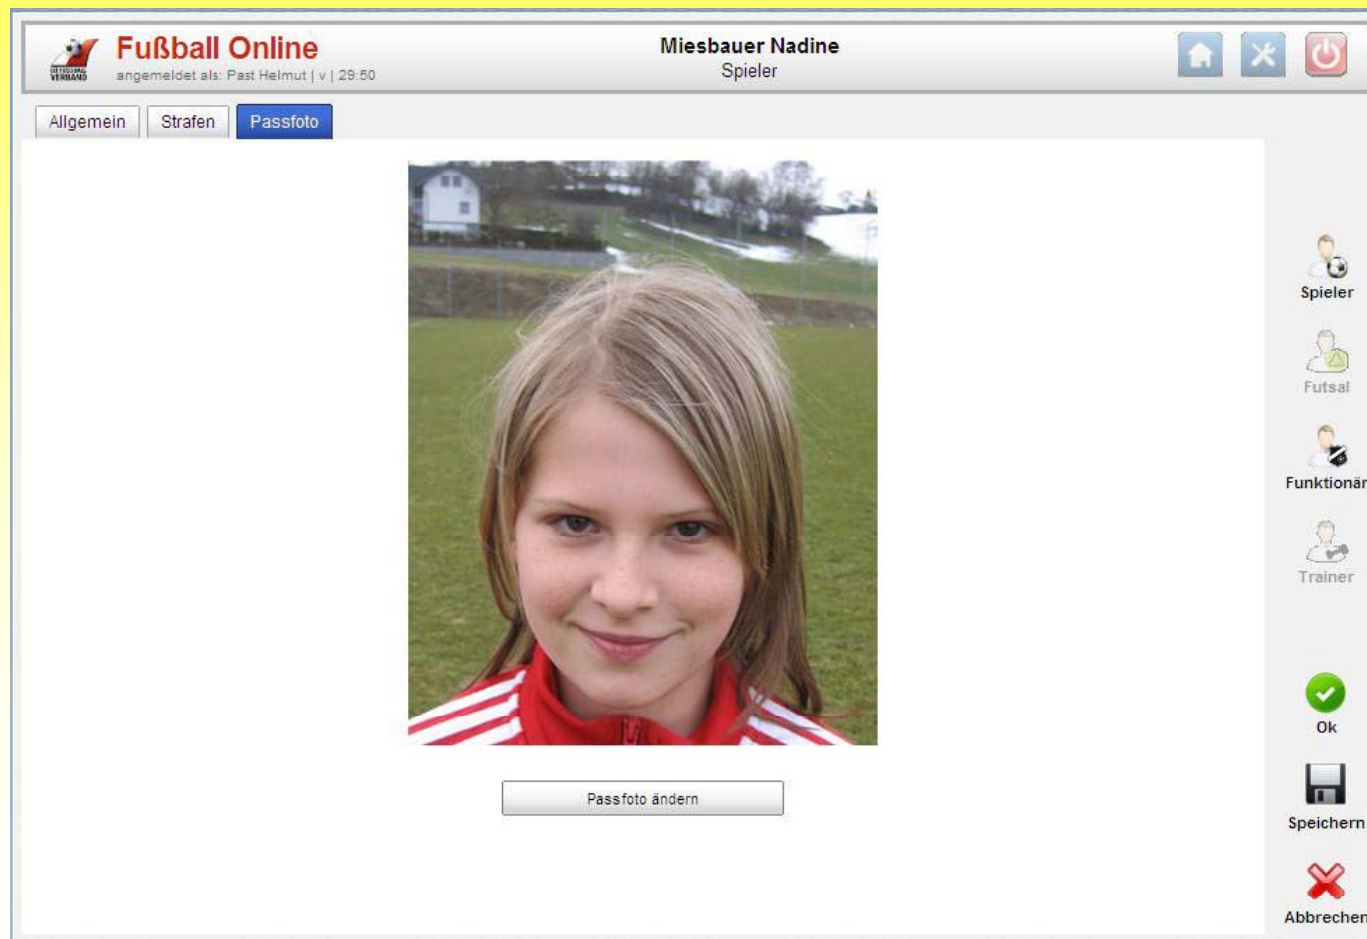 Fußball Online
angemeldet als: Past Helmut | v | 29:50
Miesbauer Nadine
Spieler
VERBAND
Allgemein
Strafen
Passfoto
Spieler
Futsal
Funktionär
Trainer
Passfoto ändern
Ok
Speichern
Abbrechen